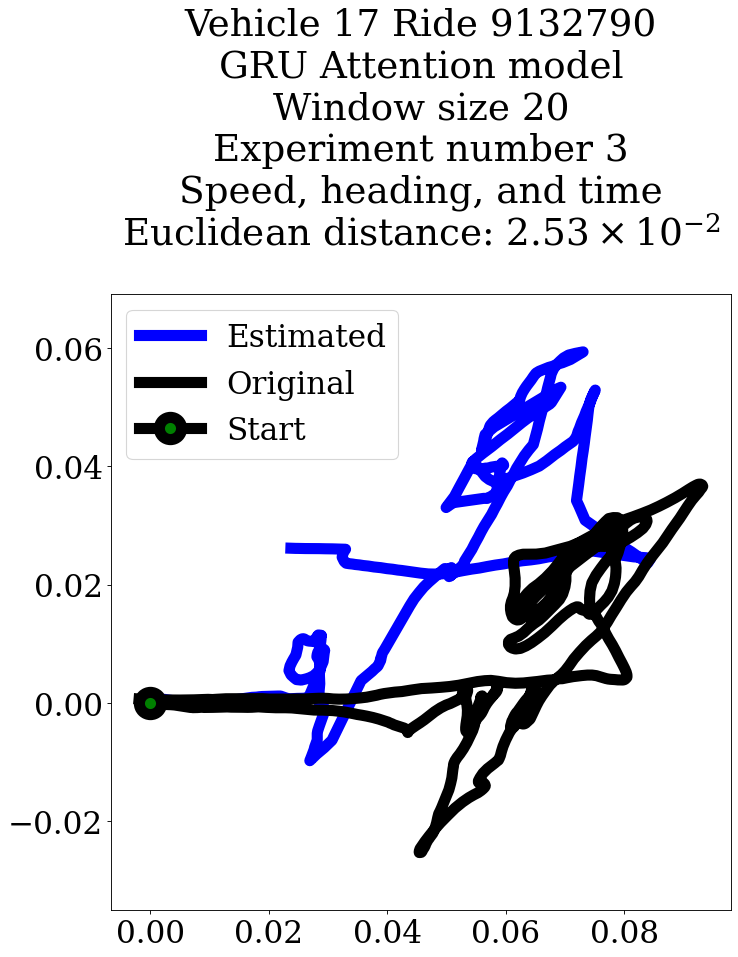 Vehicle 17 Ride 9132790
GRU Attention model
Window size 20
Experiment number 3
Speed, heading, and time
Euclidean distance: 2.53 × 10⁻²
Estimated
Original
Start
0.06
0.04
0.02
0.00
−0.02
0.00 0.02 0.04 0.06 0.08